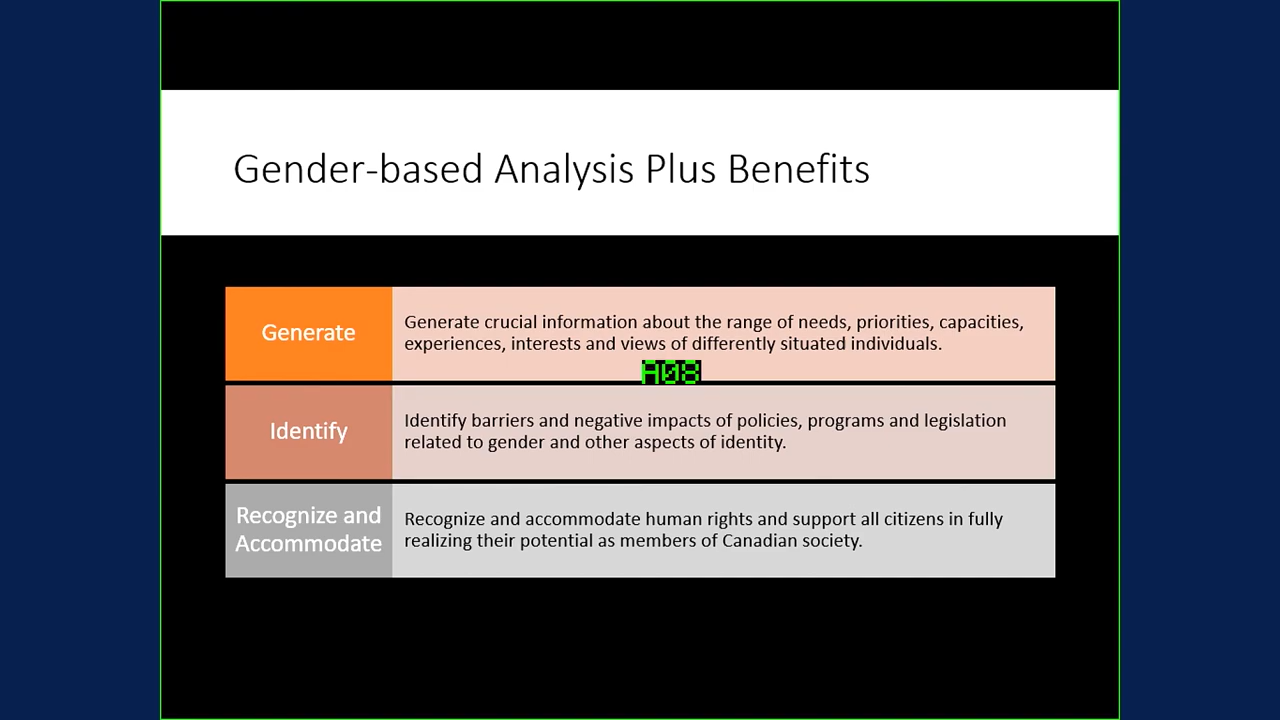 Gender-based Analysis Plus Benefits
Generate
Generate crucial information about the range of needs, priorities, capacities,
experiences, interests and views of differently situated individuals.
A08
Identify
Identify barriers and negative impacts of policies, programs and legislation
related to gender and other aspects of identity.
Recognize and
Accommodate
Recognize and accommodate human rights and support all citizens in fully
realizing their potential as members of Canadian society.